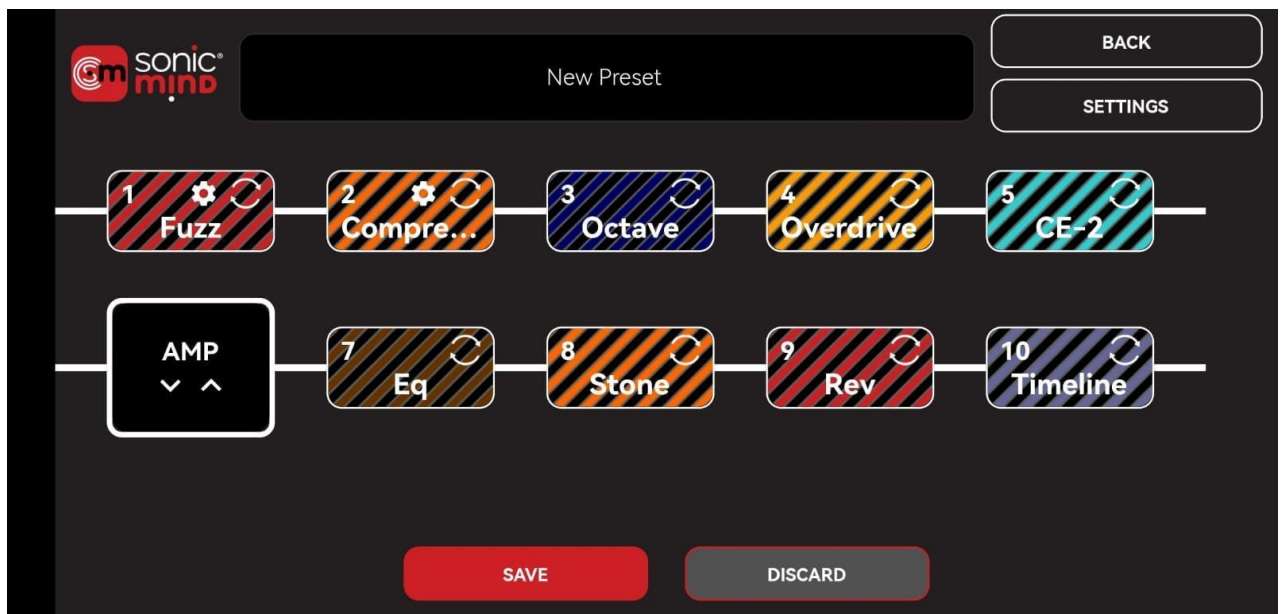 sonic®
mind
New Preset
BACK
SETTINGS
1
Fuzz
2
Compre...
3
Octave
4
Overdrive
5
CE-2
AMP
7
Eq
8
Stone
9
Rev
10
Timeline
SAVE
DISCARD